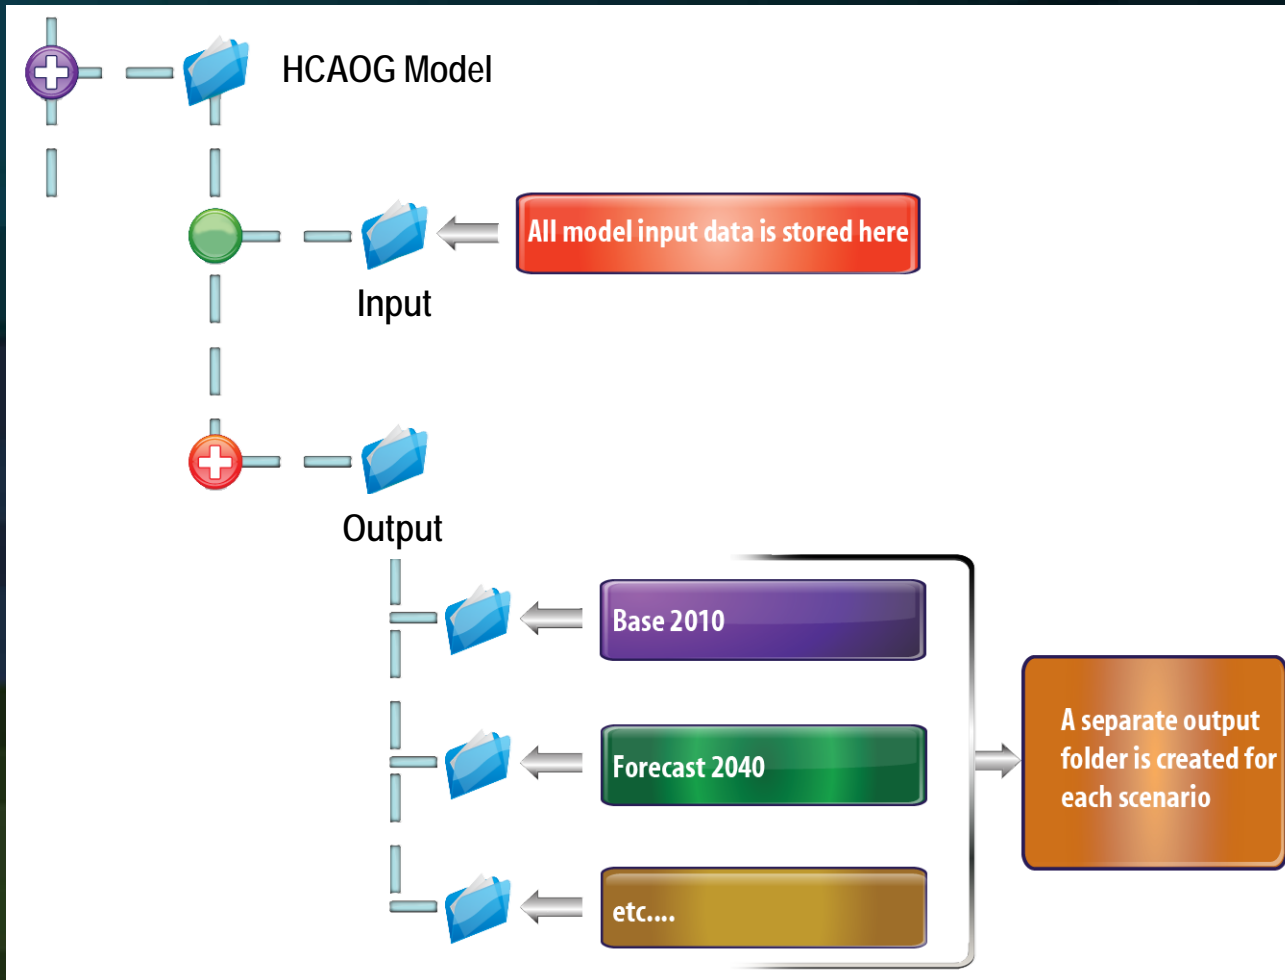 HCAOG Model
All model input data is stored here
Input
Output
Base 2010
Forecast 2040
etc....
A separate output
folder is created for
each scenario